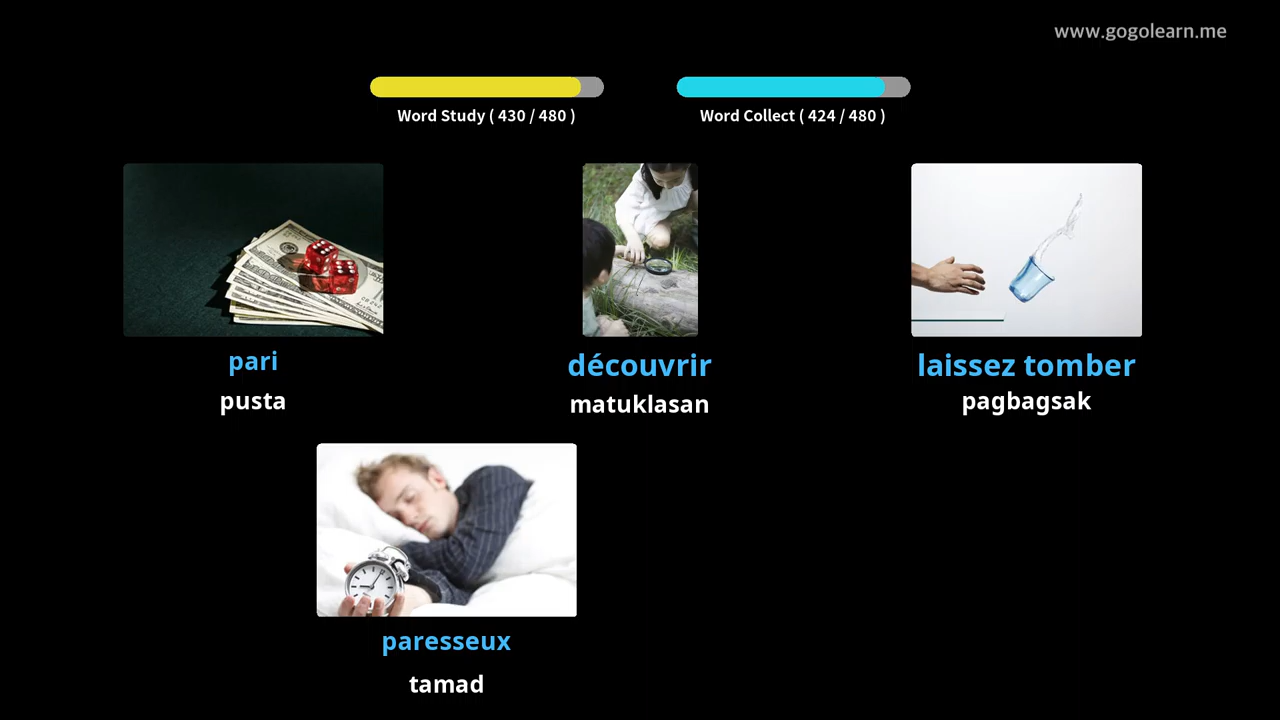 www.gogolearn.me
Word Study ( 430 / 480 )
Word Collect ( 424 / 480 )
pari
pusta
découvrir
matuklasan
laissez tomber
pagbagsak
paresseux
tamad